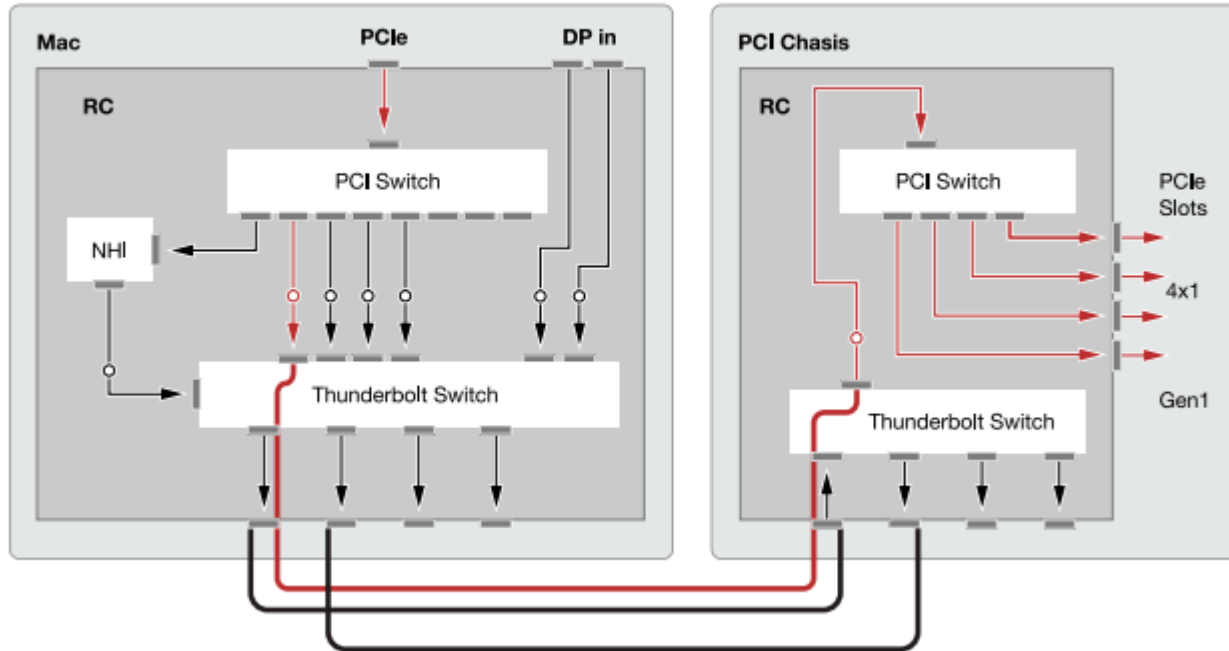 Mac
PCIe
DP in
RC
PCI Switch
NHI
Thunderbolt Switch
PCI Chasis
RC
PCI Switch
PCIe
Slots
4x1
Gen1
Thunderbolt Switch